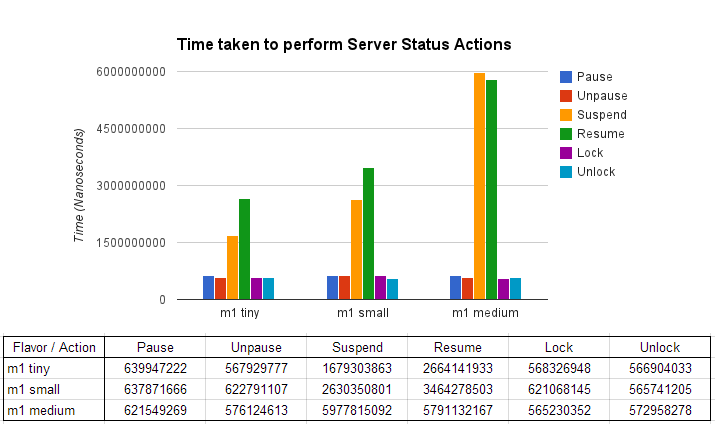 Time taken to perform Server Status Actions
6000000000
4500000000
3000000000
1500000000
0
Time (Nanoseconds)
m1 tiny
m1 small
m1 medium
Pause
Unpause
Suspend
Resume
Lock
Unlock
Flavor / Action Pause Unpause Suspend Resume Lock Unlock
m1 tiny 639947222 567929777 1679303863 2664141933 568326948 566904033
m1 small 637871666 622791107 2630350801 3464278503 621068145 565741205
m1 medium 621549269 576124613 5977815092 5791132167 565230352 572958278